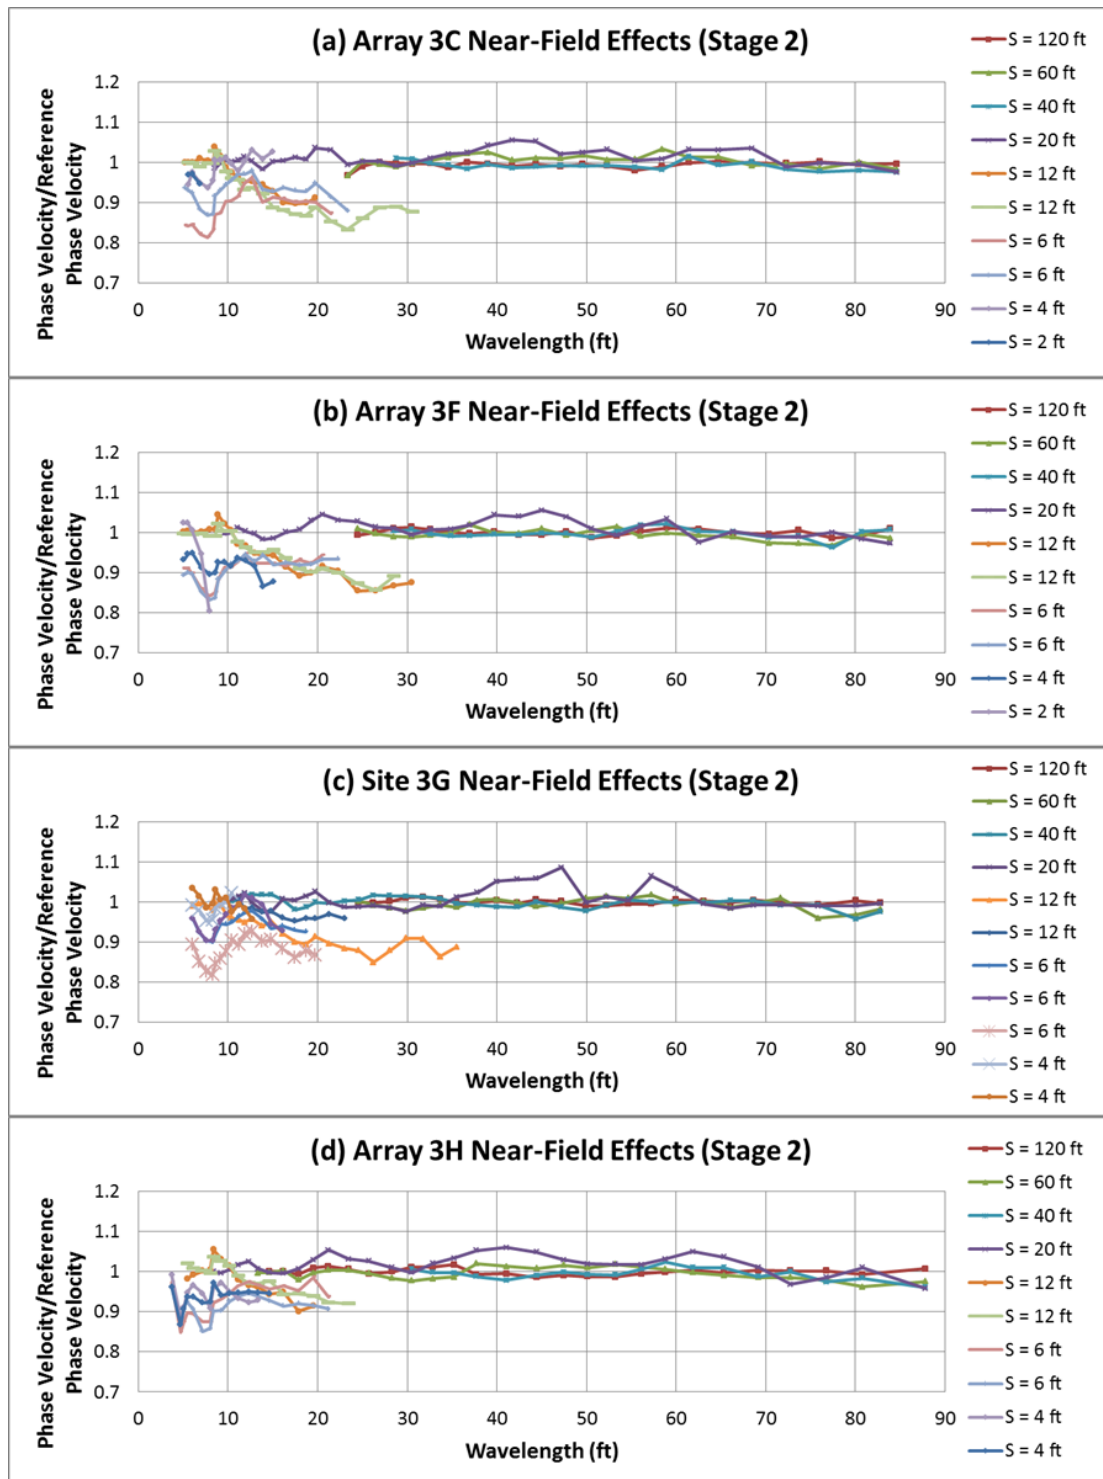 (a) Array 3C Near-Field Effects (Stage 2)
Phase Velocity/Reference
Phase Velocity
1.2
1.1
1
0.9
0.8
0.7
0 10 20 30 40 50 60 70 80 90
Wavelength (ft)
S = 120 ft
S = 60 ft
S = 40 ft
S = 20 ft
S = 12 ft
S = 12 ft
S = 6 ft
S = 6 ft
S = 4 ft
S = 2 ft
(b) Array 3F Near-Field Effects (Stage 2)
Phase Velocity/Reference
Phase Velocity
1.2
1.1
1
0.9
0.8
0.7
0 10 20 30 40 50 60 70 80 90
Wavelength (ft)
S = 120 ft
S = 60 ft
S = 40 ft
S = 20 ft
S = 12 ft
S = 12 ft
S = 6 ft
S = 6 ft
S = 4 ft
S = 2 ft
(c) Site 3G Near-Field Effects (Stage 2)
Phase Velocity/Reference
Phase Velocity
1.2
1.1
1
0.9
0.8
0.7
0 10 20 30 40 50 60 70 80 90
Wavelength (ft)
S = 120 ft
S = 60 ft
S = 40 ft
S = 20 ft
S = 12 ft
S = 12 ft
S = 6 ft
S = 6 ft
S = 6 ft
S = 4 ft
S = 4 ft
(d) Array 3H Near-Field Effects (Stage 2)
Phase Velocity/Reference
Phase Velocity
1.2
1.1
1
0.9
0.8
0.7
0 10 20 30 40 50 60 70 80 90
Wavelength (ft)
S = 120 ft
S = 60 ft
S = 40 ft
S = 20 ft
S = 12 ft
S = 12 ft
S = 6 ft
S = 6 ft
S = 4 ft
S = 4 ft